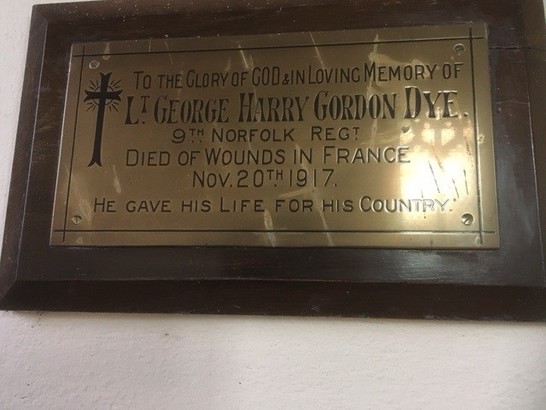 To the Glory of GOD & in Loving Memory of
Lt. George Harry Gordon Dye.
9th Norfolk Regt
Died of Wounds in France
Nov. 20th 1917.
He gave his Life for his Country.